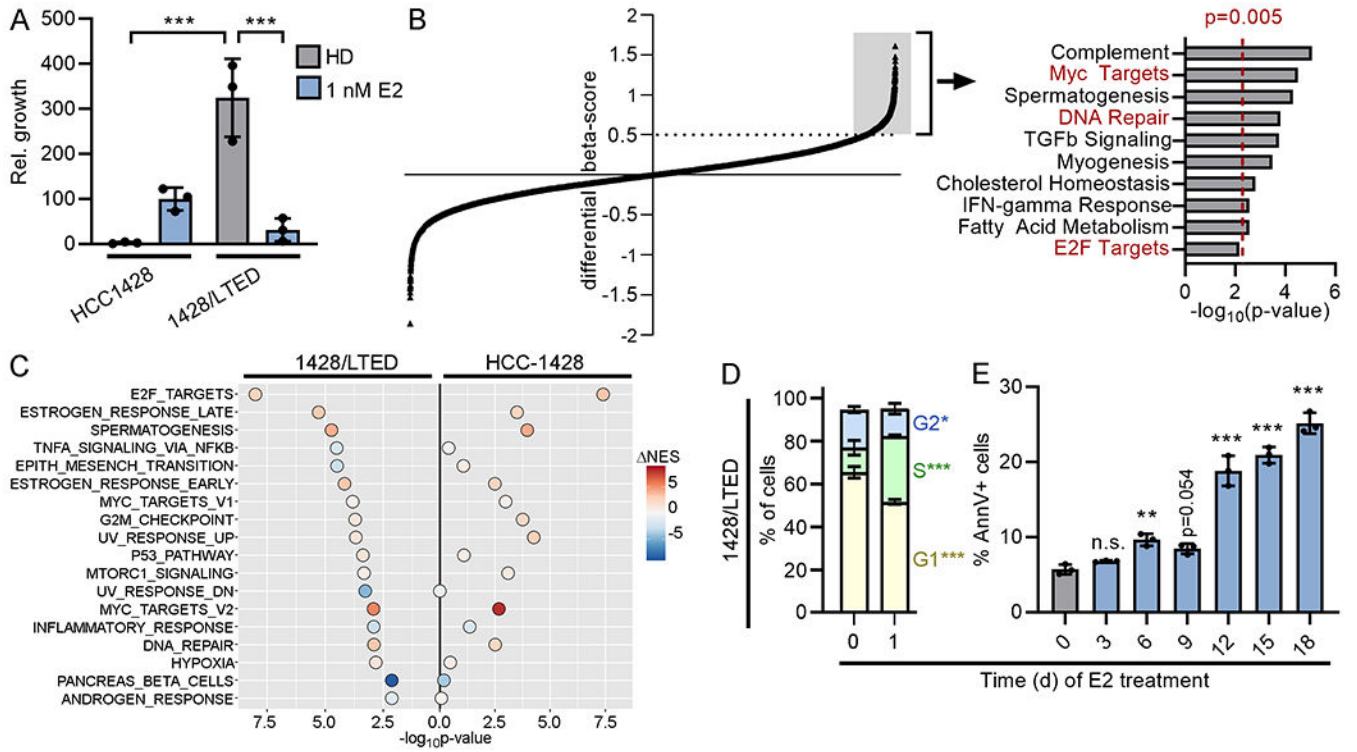 A
Rel. growth
500
400
300
200
100
0
***
***
HD
1 nM E2
HCC1428
1428/LTED
B
differential beta-score
2
1.5
1
0.5
-0.5
-1
-1.5
-2
p=0.005
Complement
Myc Targets
Spermatogenesis
DNA Repair
TGFb Signaling
Myogenesis
Cholesterol Homeostasis
IFN-gamma Response
Fatty Acid Metabolism
E2F Targets
0 2 4 6
-log10(p-value)
C
1428/LTED
HCC-1428
E2F_TARGETS
ESTROGEN_RESPONSE_LATE
SPERMATOGENESIS
TNFA_SIGNALING_VIA_NFKB
EPITH_MESENCH_TRANSITION
ESTROGEN_RESPONSE_EARLY
MYC_TARGETS_V1
G2M_CHECKPOINT
UV_RESPONSE_UP
P53_PATHWAY
MTORC1_SIGNALING
UV_RESPONSE_DN
MYC_TARGETS_V2
INFLAMMATORY_RESPONSE
DNA_REPAIR
HYPOXIA
PANCREAS_BETA_CELLS
ANDROGEN_RESPONSE
7.5 5.0 2.5 0.0 2.5 5.0 7.5
-log10p-value
ΔNES
5
0
-5
D
1428/LTED
% of cells
100
80
60
40
20
0
G2*
S***
G1***
0 1
E
% AnnV+ cells
30
20
10
0
n.s.
**
p=0.054
***
***
***
0 3 6 9 12 15 18
Time (d) of E2 treatment